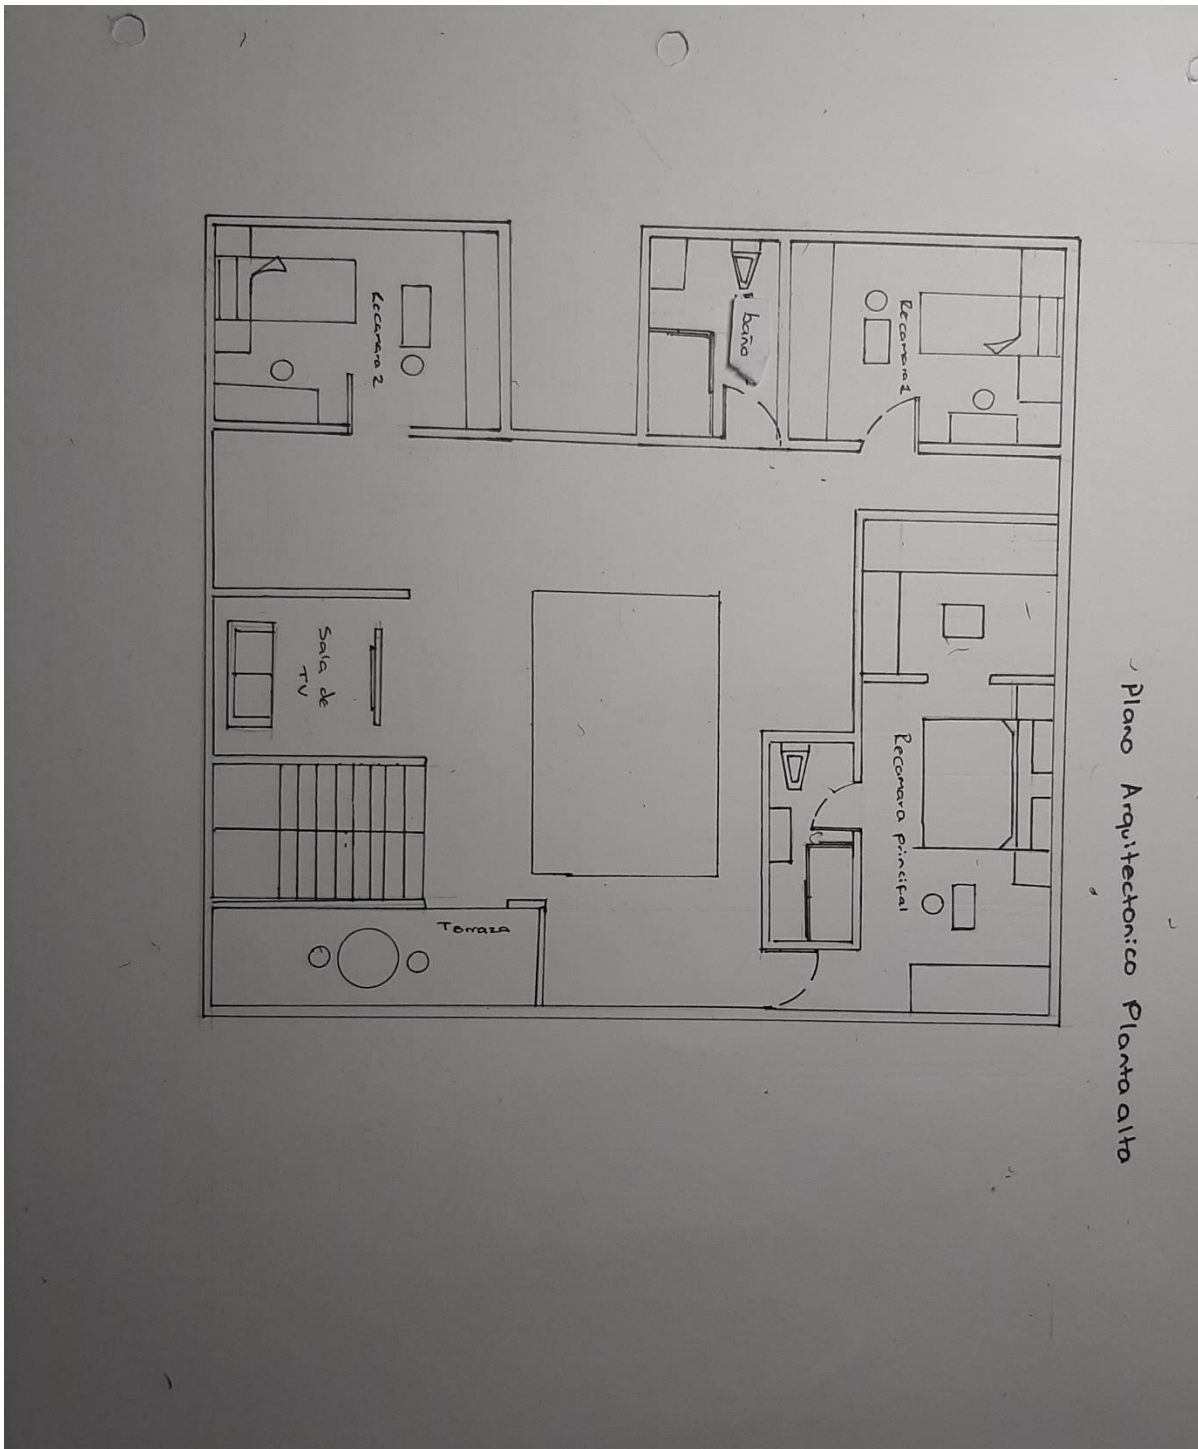 Plano Arquitectonico Planta alta
Recamara 1
baño
Recamara 2
Recamara principal
Sala de
TV
Terraza